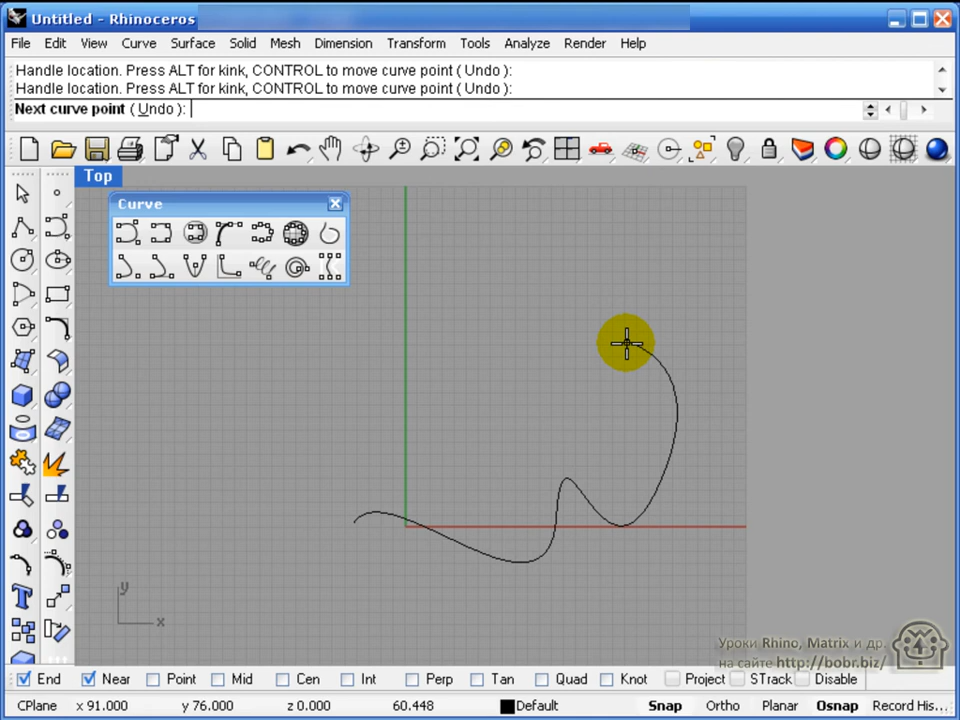 Untitled - Rhinoceros
File Edit View Curve Surface Solid Mesh Dimension Transform Tools Analyze Render Help
Handle location. Press ALT for kink, CONTROL to move curve point ( Undo ):
Handle location. Press ALT for kink, CONTROL to move curve point ( Undo ):
Next curve point ( Undo ):
Top
Curve
y
x
Уроки Rhino, Matrix и др.
на сайте http://bobr.biz/
End Near Point Mid Cen Int Perp Tan Quad Knot Project STrack Disable
CPlane x 91.000 y 76.000 z 0.000 60.448 Default Snap Ortho Planar Osnap Record His...